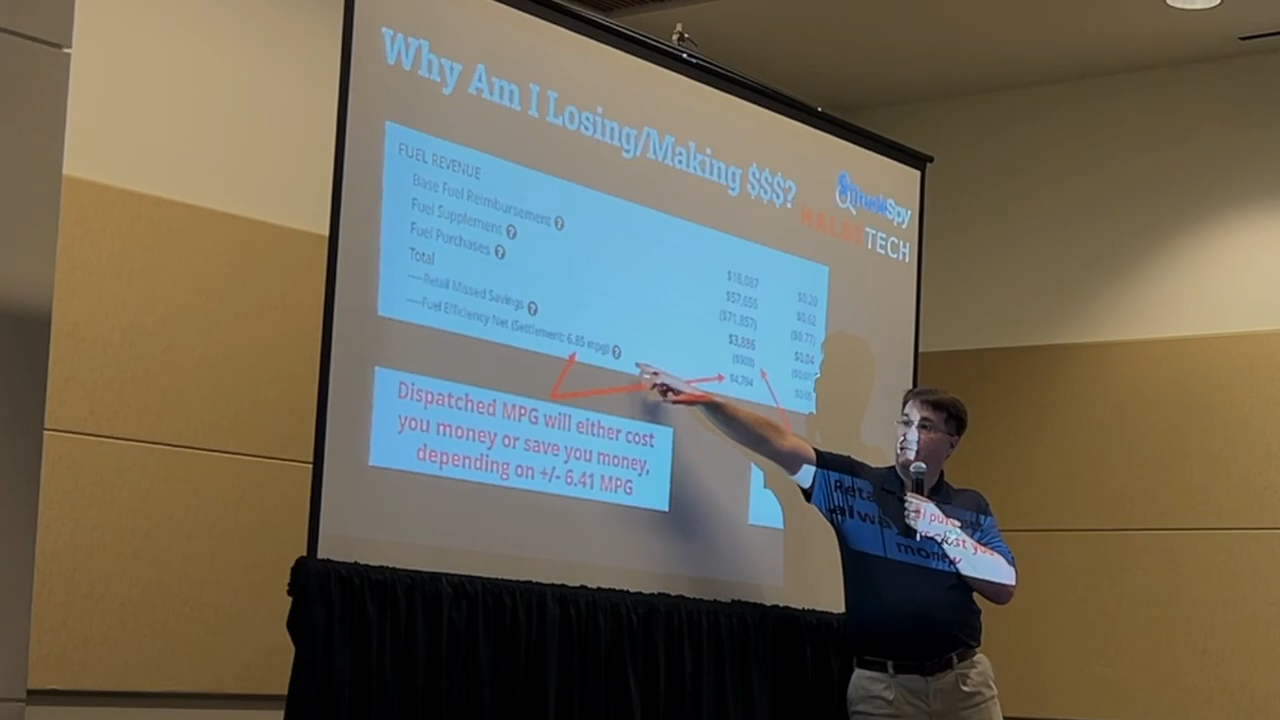 Why Am I Losing/Making $$$?
TruckSpy
TECH
FUEL REVENUE
Base Fuel Reimbursement ? $18,087 $0.20
Fuel Supplement ? $57,656 $0.62
Fuel Purchases ? ($71,857) ($0.77)
Total $3,886 $0.04
----Retail Missed Savings ?
----Fuel Efficiency Net (Settlement: 6.85 mpg) ? $4,794
Dispatched MPG will either cost
you money or save you money,
depending on +/- 6.41 MPG
money